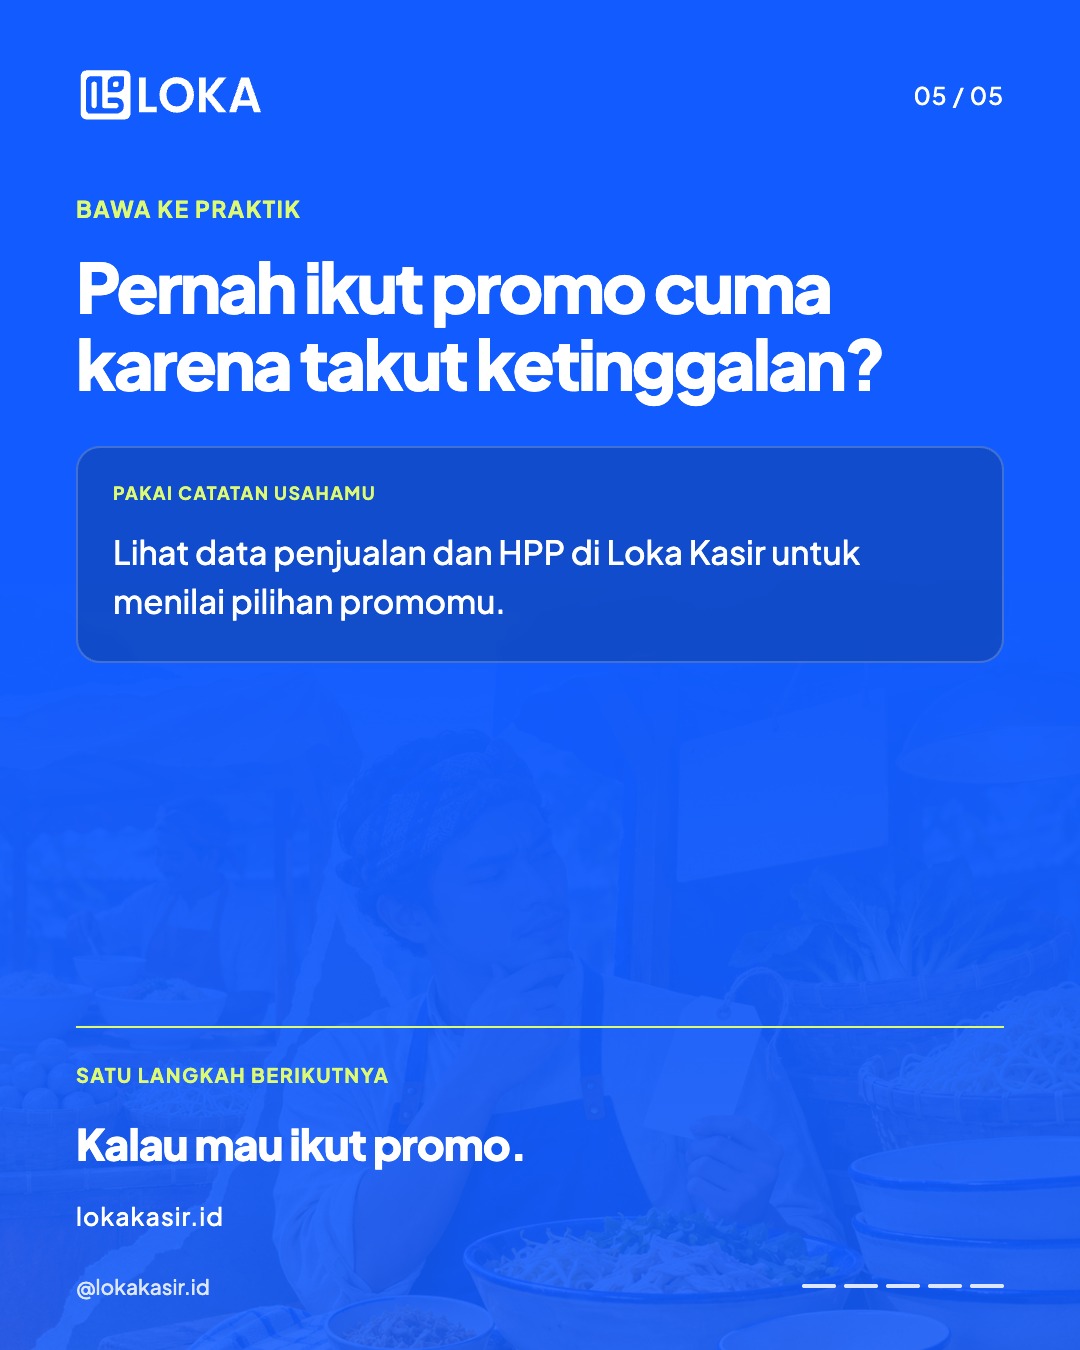 LOKA
05 / 05
BAWA KE PRAKTIK
Pernah ikut promo cuma
karena takut ketinggalan?
PAKAI CATATAN USAHAMU
Lihat data penjualan dan HPP di Loka Kasir untuk
menilai pilihan promomu.
SATU LANGKAH BERIKUTNYA
Kalau mau ikut promo.
lokakasir.id
@lokakasir.id